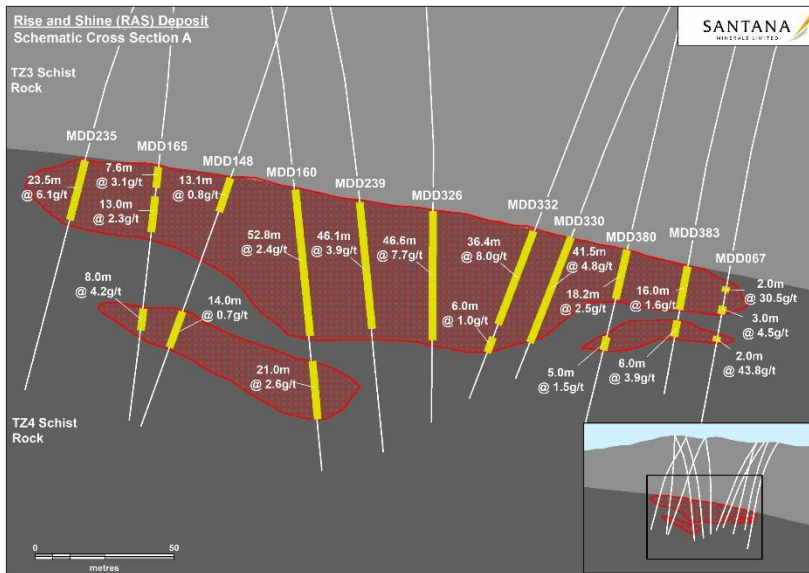 Rise and Shine (RAS) Deposit
Schematic Cross Section A
SANTANA
MINERALS LIMITED
TZ3 Schist
Rock
MDD235
MDD165
MDD148
MDD160
MDD239
MDD326
MDD332
MDD330
MDD380
MDD383
MDD067
23.5m
@ 6.1g/t
7.6m
@ 3.1g/t
13.0m
@ 2.3g/t
13.1m
@ 0.8g/t
52.8m
@ 2.4g/t
46.1m
@ 3.9g/t
46.6m
@ 7.7g/t
36.4m
@ 8.0g/t
41.5m
@ 4.8g/t
18.2m
@ 2.5g/t
16.0m
@ 1.6g/t
2.0m
@ 30.5g/t
3.0m
@ 4.5g/t
8.0m
@ 4.2g/t
14.0m
@ 0.7g/t
21.0m
@ 2.6g/t
6.0m
@ 1.0g/t
5.0m
@ 1.5g/t
6.0m
@ 3.9g/t
2.0m
@ 43.8g/t
TZ4 Schist
Rock
0 50
metres